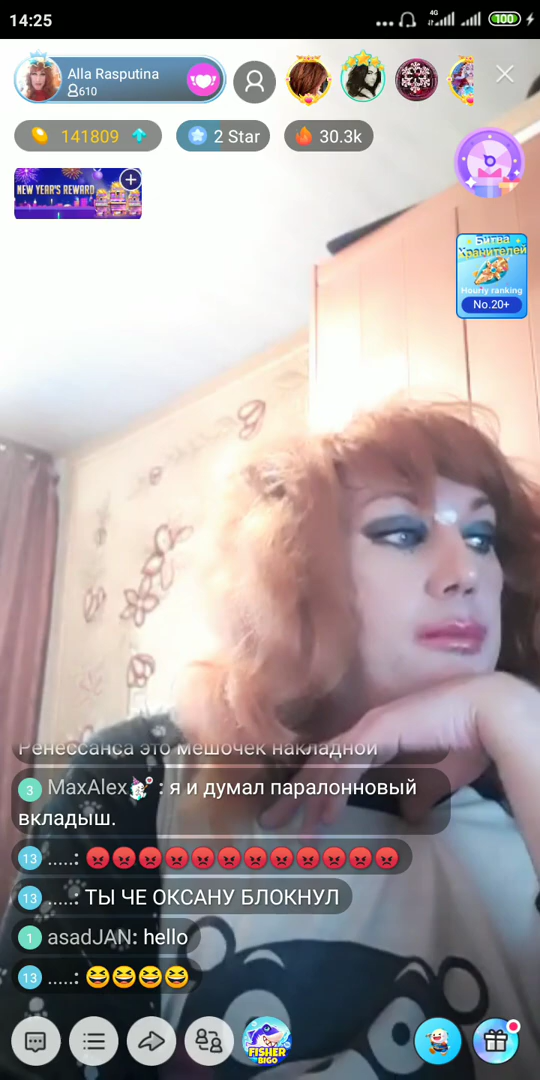 14:25
4G
100
Alla Rasputina
610
141809
2 Star
30.3k
NEW YEAR'S REWARD
Битва
Хранителей
Hourly ranking
No.20+
Ренессанса это мешочек накладной
3 MaxAlex : я и думал паралонновый
вкладыш.
13 .....: 😡😡😡😡😡😡😡😡😡😡😡😡
13 .....: ТЫ ЧЕ ОКСАНУ БЛОКНУЛ
1 asadJAN: hello
13 .....: 😆😆😆😆
FISHER
BIGO